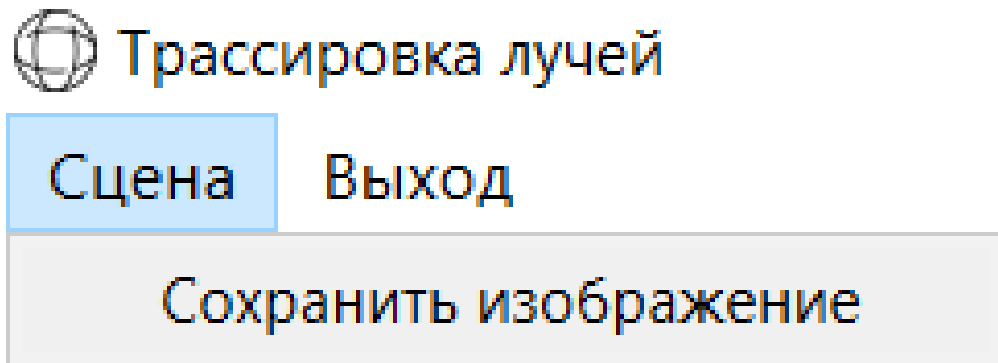 Трассировка лучей
Сцена Выход
Сохранить изображение